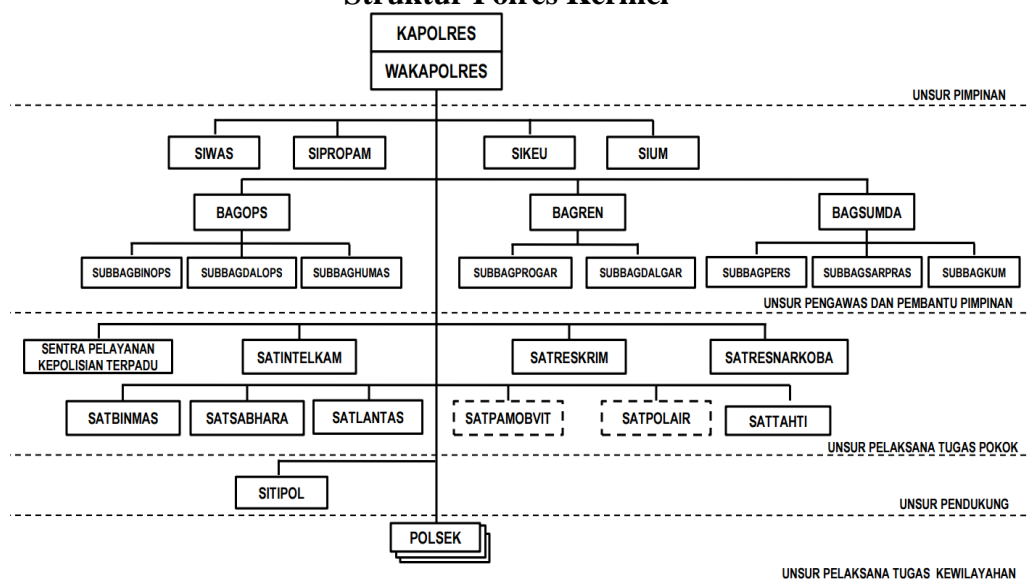 Struktur Polres Kerinci
KAPOLRES
WAKAPOLRES
UNSUR PIMPINAN
SIWAS
SIPROPAM
SIKEU
SIUM
BAGOPS
BAGREN
BAGSUMDA
SUBBAGBINOPS
SUBBAGDALOPS
SUBBAGHUMAS
SUBBAGPROGAR
SUBBAGDALGAR
SUBBAGPERS
SUBBAGSARPRAS
SUBBAGKUM
UNSUR PENGAWAS DAN PEMBANTU PIMPINAN
SENTRA PELAYANAN
KEPOLISIAN TERPADU
SATINTELKAM
SATRESKRIM
SATRESNARKOBA
SATBINMAS
SATSABHARA
SATLANTAS
SATPAMOBVIT
SATPOLAIR
SATTAHTI
UNSUR PELAKSANA TUGAS POKOK
SITIPOL
UNSUR PENDUKUNG
POLSEK
UNSUR PELAKSANA TUGAS KEWILAYAHAN